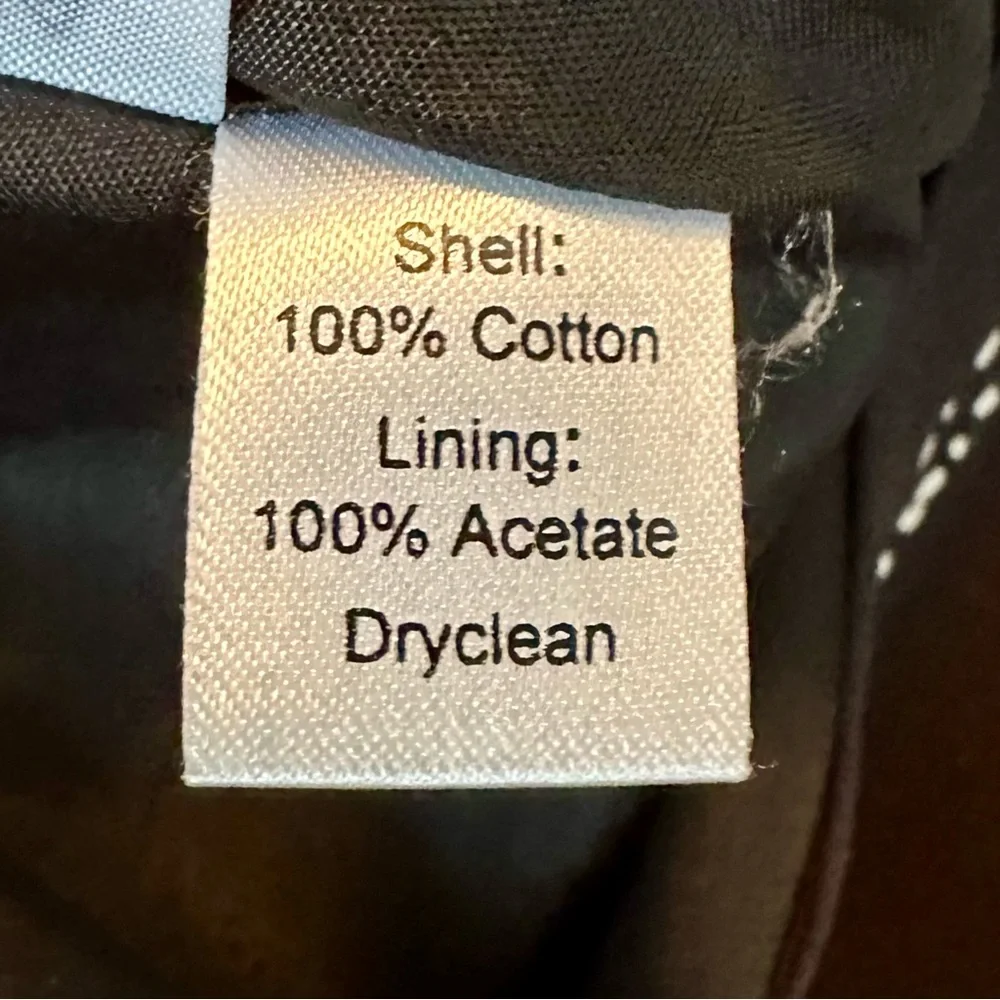 Shell:
100% Cotton
Lining:
100% Acetate
Dryclean